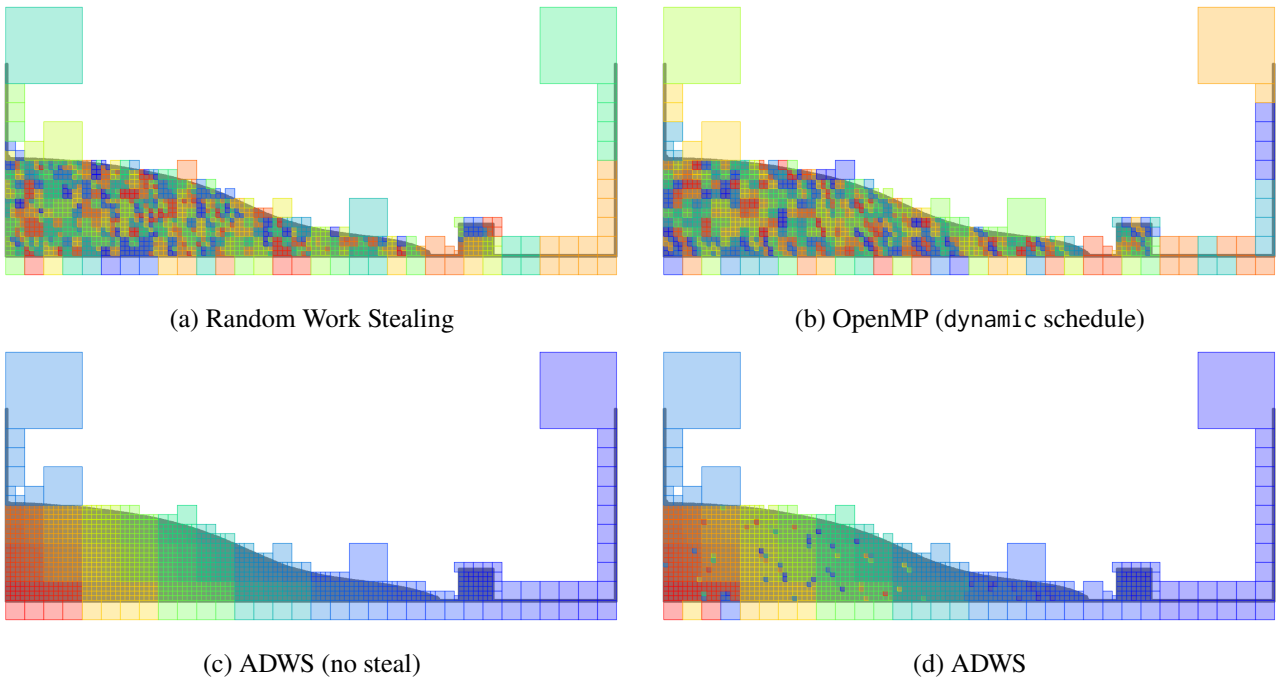 (a) Random Work Stealing
(b) OpenMP (dynamic schedule)
(c) ADWS (no steal)
(d) ADWS